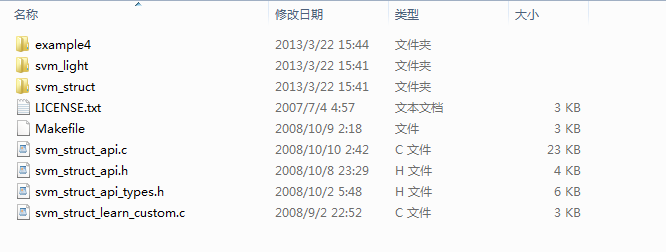 名称 修改日期 类型 大小
example4 2013/3/22 15:44 文件夹
svm_light 2013/3/22 15:41 文件夹
svm_struct 2013/3/22 15:41 文件夹
LICENSE.txt 2007/7/4 4:57 文本文档 3 KB
Makefile 2008/10/9 2:18 文件 3 KB
svm_struct_api.c 2008/10/10 2:42 C 文件 23 KB
svm_struct_api.h 2008/10/8 23:29 H 文件 4 KB
svm_struct_api_types.h 2008/10/2 5:48 H 文件 6 KB
svm_struct_learn_custom.c 2008/9/2 22:52 C 文件 3 KB